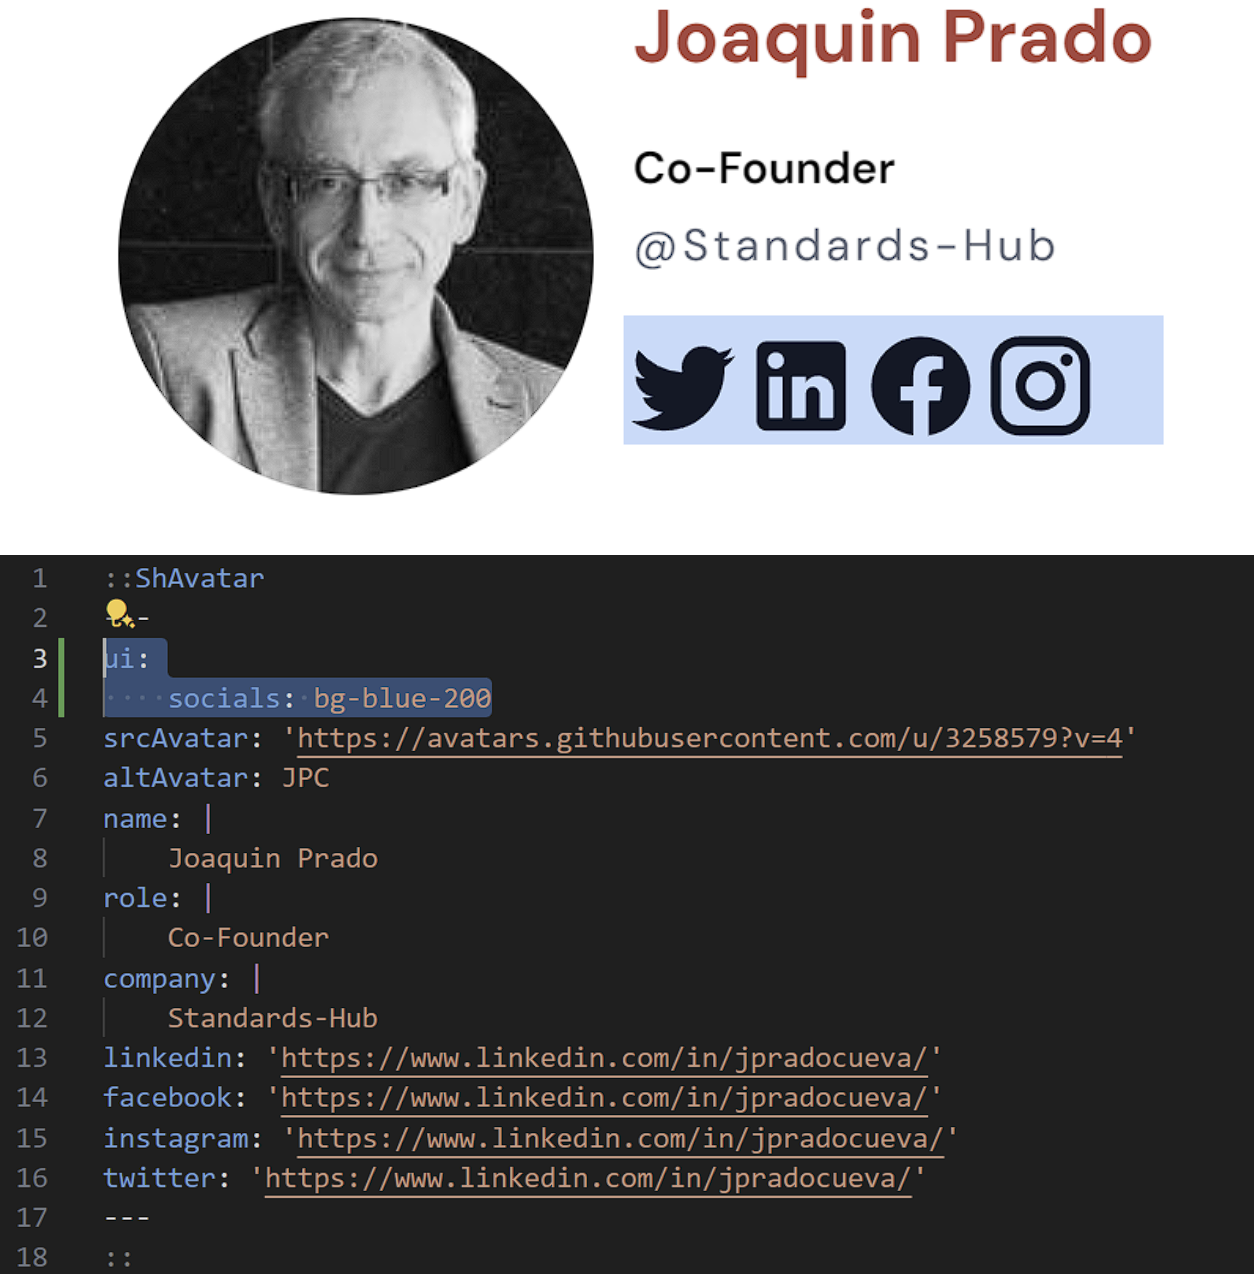 Joaquin Prado
Co-Founder
@Standards-Hub
in
1 ::ShAvatar
2 -
3 ui:
4 socials: bg-blue-200
5 srcAvatar: 'https://avatars.githubusercontent.com/u/3258579?v=4'
6 altAvatar: JPC
7 name: |
8 Joaquin Prado
9 role: |
10 Co-Founder
11 company: |
12 Standards-Hub
13 linkedin: 'https://www.linkedin.com/in/jpradocueva/'
14 facebook: 'https://www.linkedin.com/in/jpradocueva/'
15 instagram: 'https://www.linkedin.com/in/jpradocueva/'
16 twitter: 'https://www.linkedin.com/in/jpradocueva/'
17 ---
18 ::